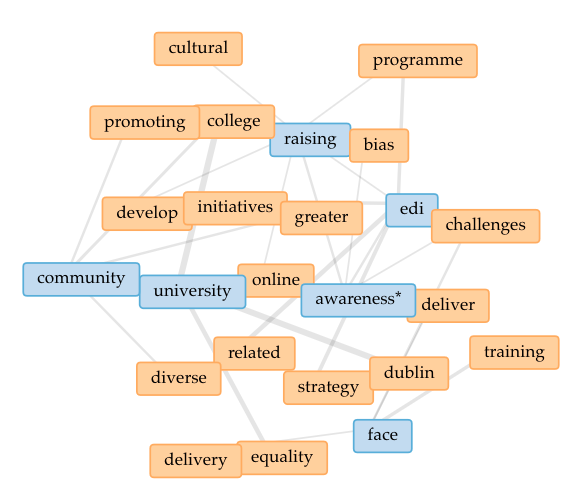 cultural
programme
promoting
college
raising
bias
develop
initiatives
greater
edi
challenges
community
university
online
awareness*
deliver
related
training
diverse
strategy
dublin
face
delivery
equality